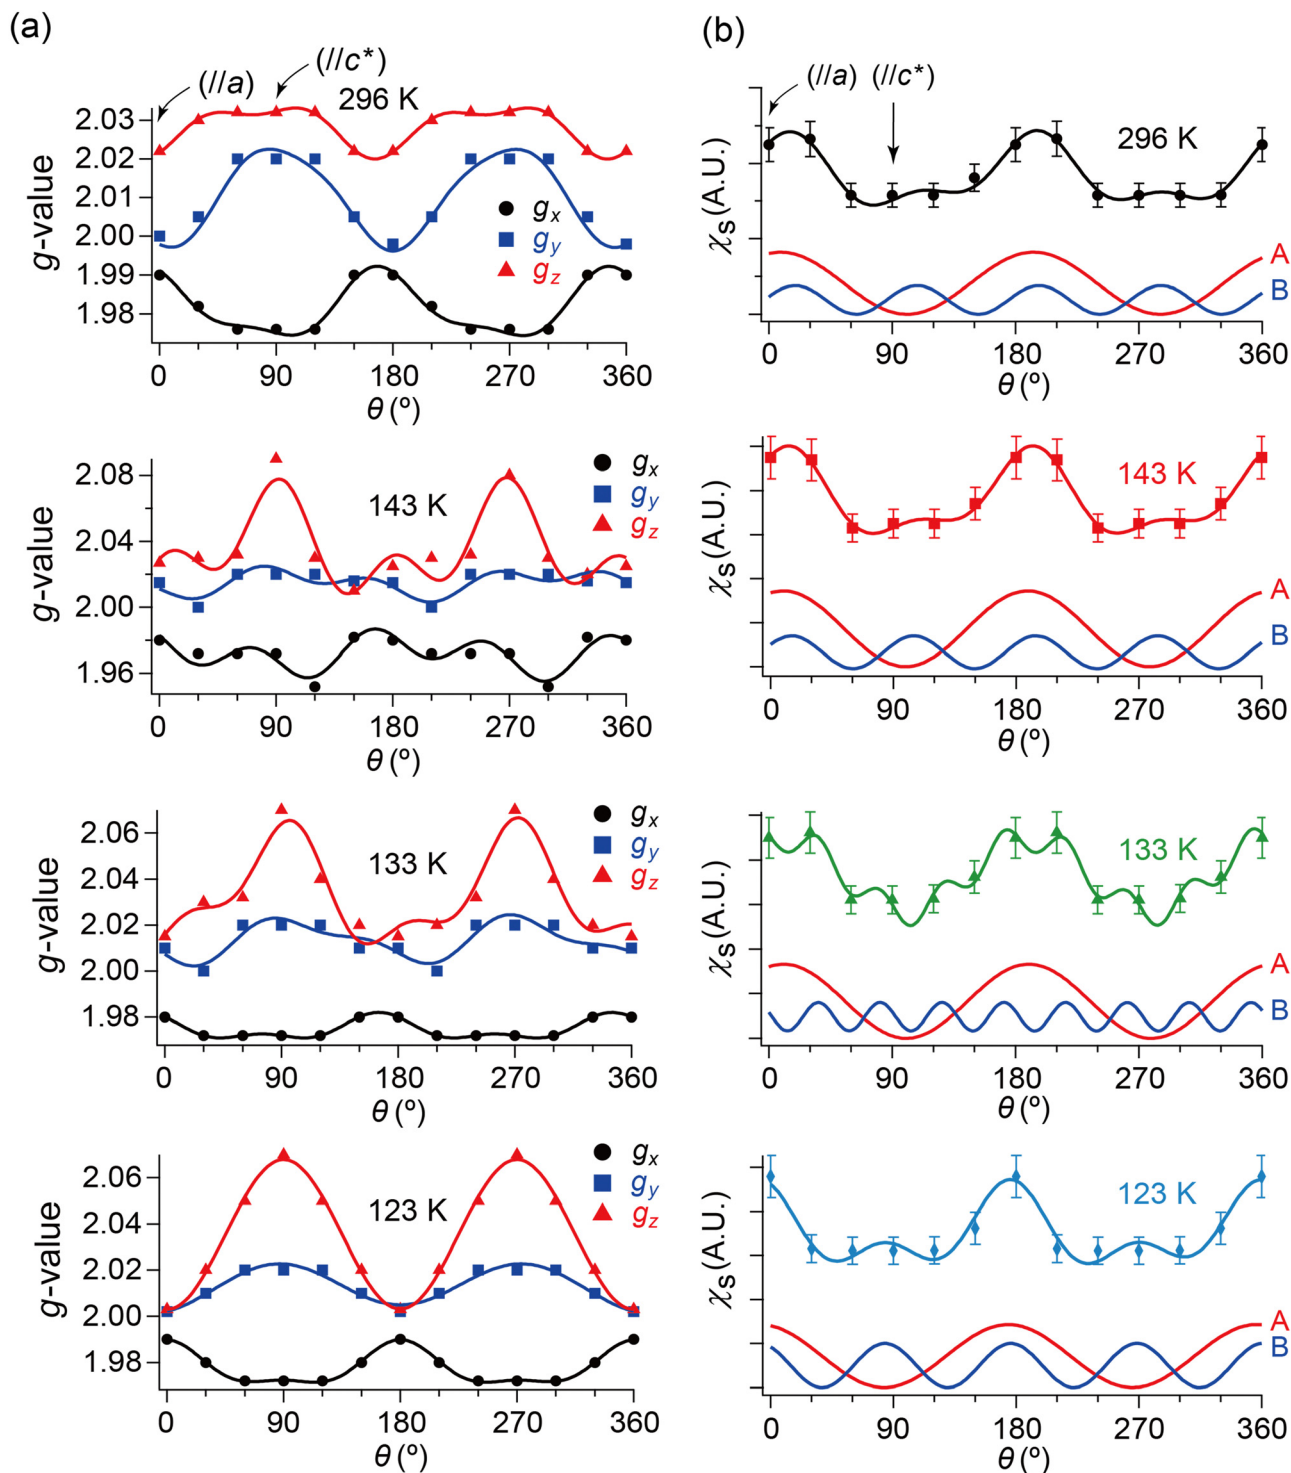 (a)
(//a)
(//c*)
296 K
2.03
2.02
2.01
2.00
1.99
1.98
g-value
gx
gy
gz
0 90 180 270 360
θ (º)
143 K
2.08
2.04
2.00
1.96
g-value
gx
gy
gz
0 90 180 270 360
θ (º)
133 K
2.06
2.04
2.02
2.00
1.98
g-value
gx
gy
gz
0 90 180 270 360
θ (º)
123 K
2.06
2.04
2.02
2.00
1.98
g-value
gx
gy
gz
0 90 180 270 360
θ (º)
(b)
(//a) (//c*)
296 K
χs (A.U.)
A
B
0 90 180 270 360
θ (º)
143 K
χs (A.U.)
A
B
0 90 180 270 360
θ (º)
133 K
χs (A.U.)
A
B
0 90 180 270 360
θ (º)
123 K
χs (A.U.)
A
B
0 90 180 270 360
θ (º)